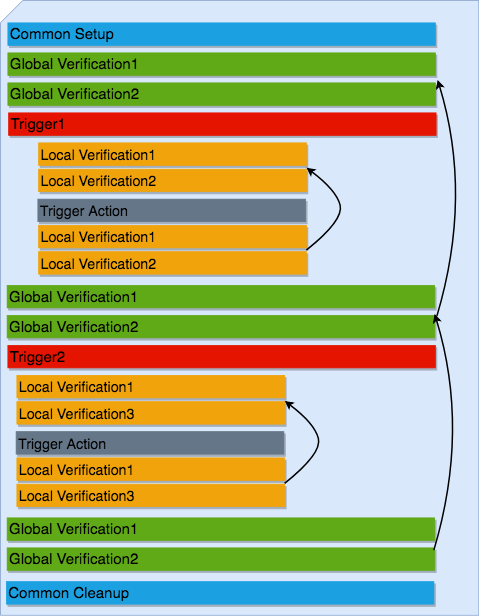 Common Setup
Global Verification1
Global Verification2
Trigger1
Local Verification1
Local Verification2
Trigger Action
Local Verification1
Local Verification2
Global Verification1
Global Verification2
Trigger2
Local Verification1
Local Verification3
Trigger Action
Local Verification1
Local Verification3
Global Verification1
Global Verification2
Common Cleanup